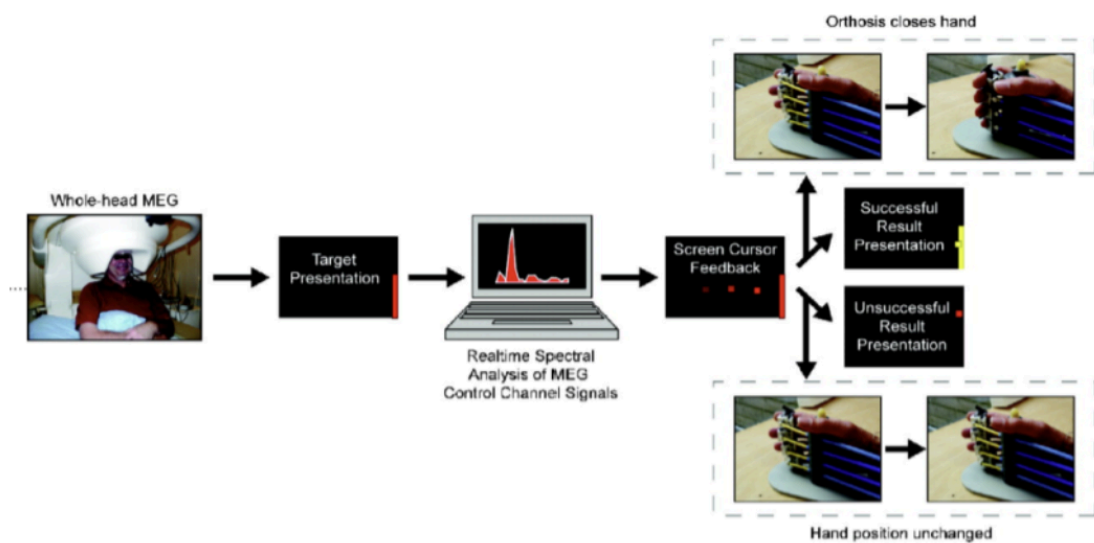 Orthosis closes hand
Whole-head MEG
Target
Presentation
Realtime Spectral
Analysis of MEG
Control Channel Signals
Screen Cursor
Feedback
Successful
Result
Presentation
Unsuccessful
Result
Presentation
Hand position unchanged